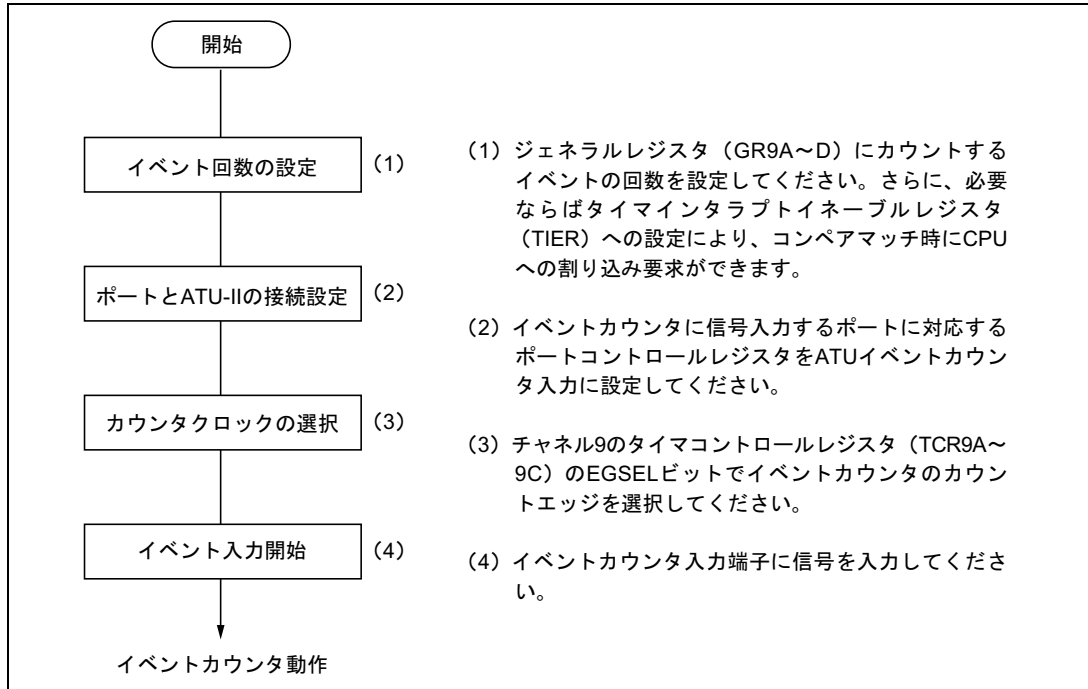 開始
イベント回数の設定
(1)
ポートとATU-IIの接続設定
(2)
カウンタクロックの選択
(3)
イベント入力開始
(4)
イベントカウンタ動作
(1) ジェネラルレジスタ（GR9A～D）にカウントする
イベントの回数を設定してください。さらに、必要
ならばタイマインタラプトイネーブルレジスタ
（TIER）への設定により、コンペアマッチ時にCPU
への割り込み要求ができます。
(2) イベントカウンタに信号入力するポートに対応する
ポートコントロールレジスタをATUイベントカウン
タ入力に設定してください。
(3) チャネル9のタイマコントロールレジスタ（TCR9A～
9C）のEGSELビットでイベントカウンタのカウン
トエッジを選択してください。
(4) イベントカウンタ入力端子に信号を入力してくださ
い。